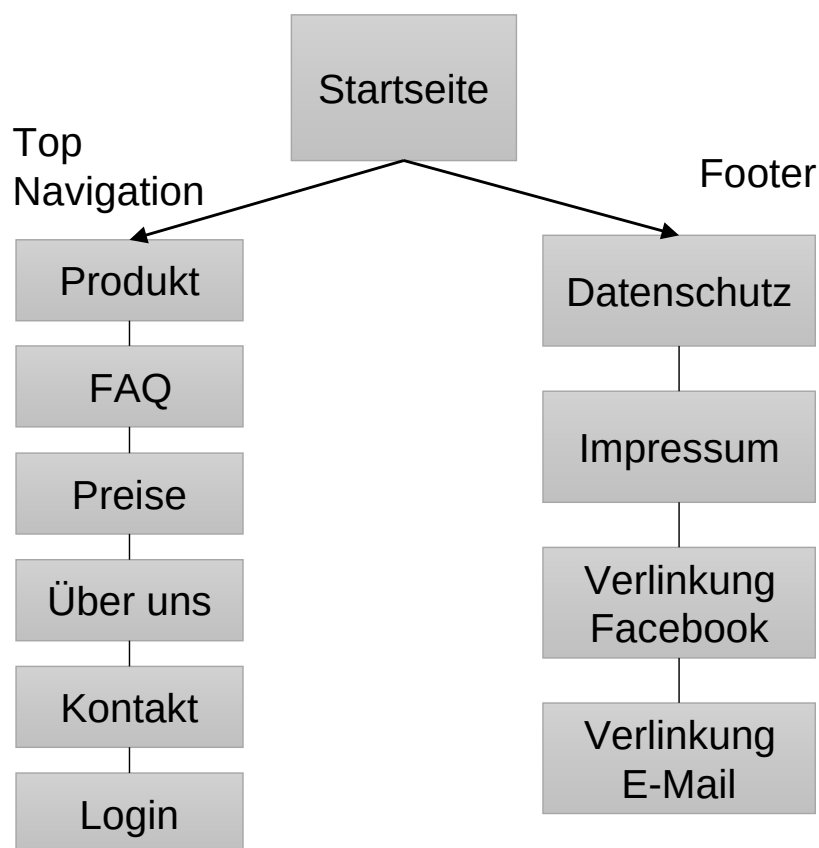 Startseite
Top
Navigation
Footer
Produkt
FAQ
Preise
Über uns
Kontakt
Login
Datenschutz
Impressum
Verlinkung
Facebook
Verlinkung
E-Mail